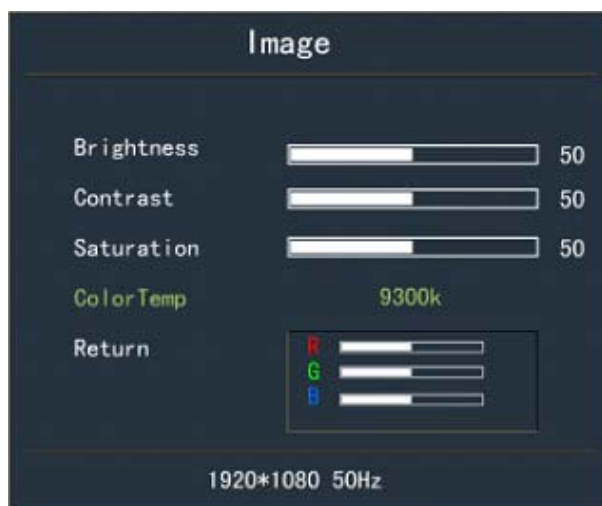 Image
Brightness 50
Contrast 50
Saturation 50
ColorTemp 9300k
Return
R
G
B
1920*1080 50Hz